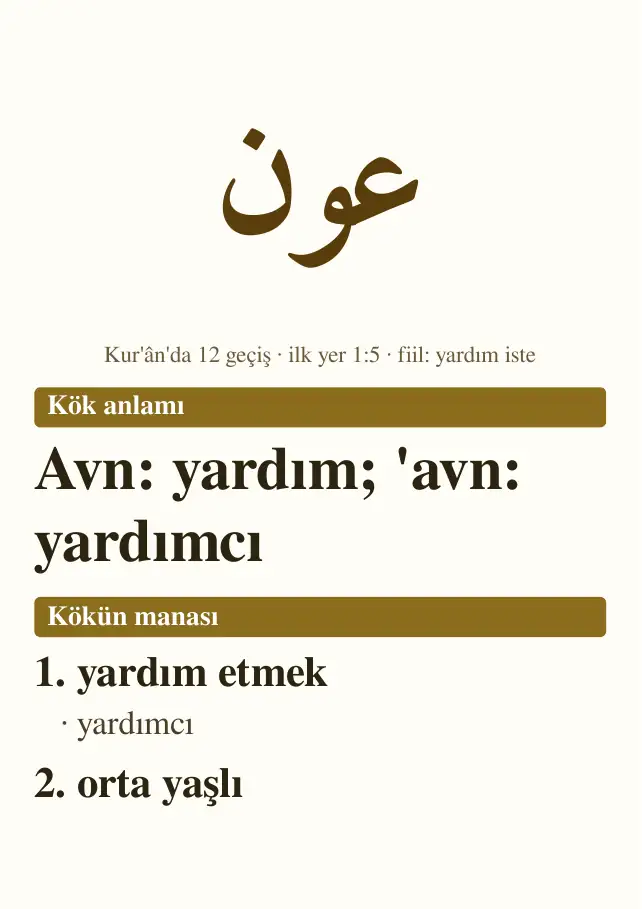 عون
Kur'ân'da 12 geçiş · ilk yer 1:5 · fiil: yardım iste
Kök anlamı
Avn: yardım; 'avn:
yardımcı
Kökün manası
1. yardım etmek
· yardımcı
2. orta yaşlı